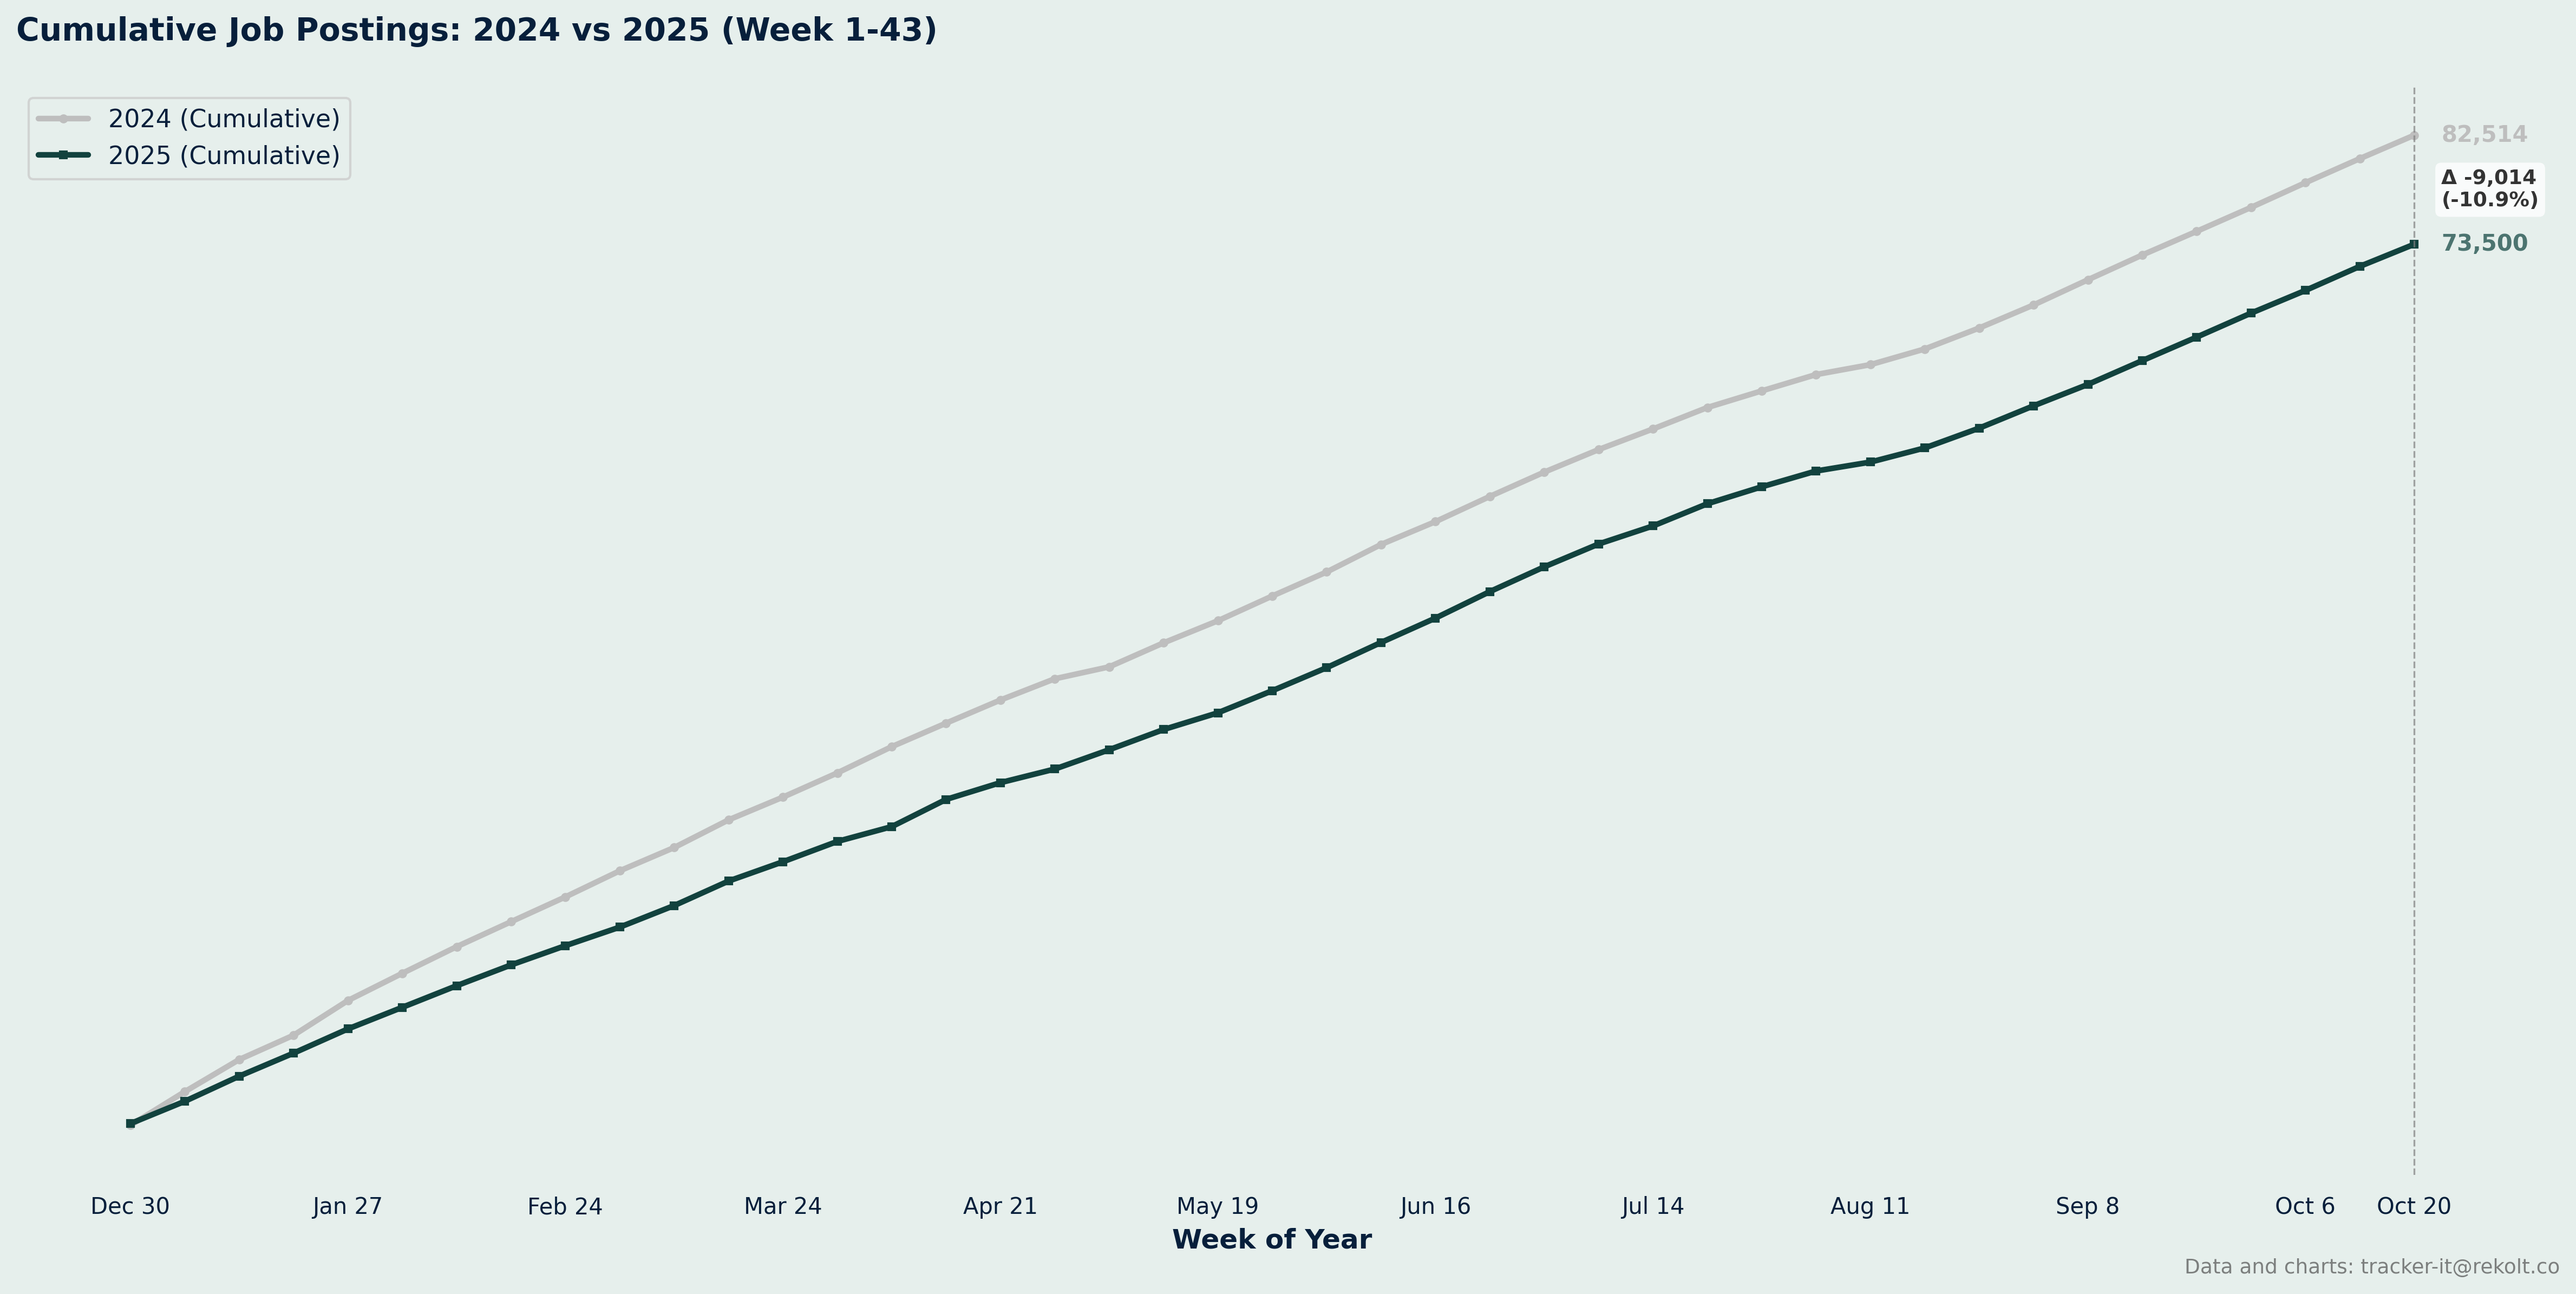 Cumulative Job Postings: 2024 vs 2025 (Week 1-43)
2024 (Cumulative)
2025 (Cumulative)
82,514
Δ -9,014
(-10.9%)
73,500
Dec 30 Jan 27 Feb 24 Mar 24 Apr 21 May 19 Jun 16 Jul 14 Aug 11 Sep 8 Oct 6 Oct 20
Week of Year
Data and charts: tracker-it@rekolt.co